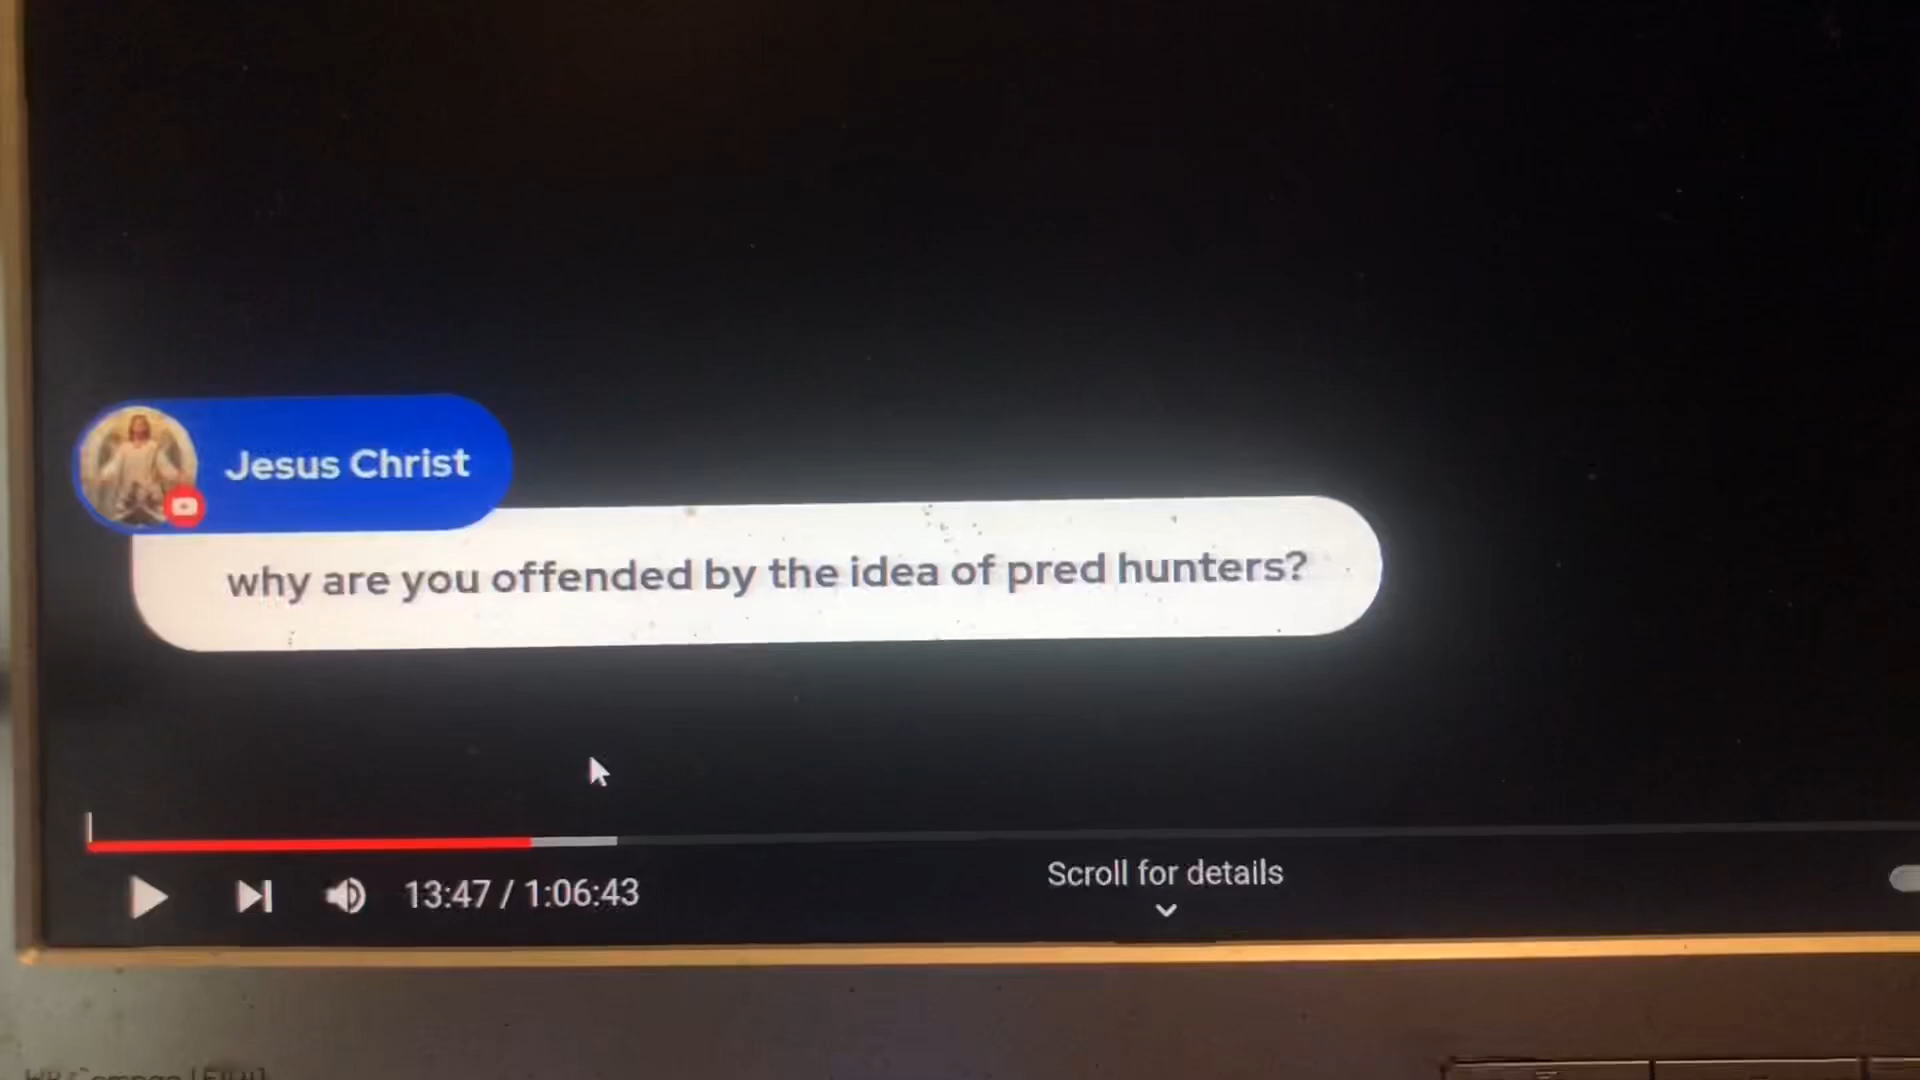 Jesus Christ
why are you offended by the idea of pred hunters?
13:47 / 1:06:43
Scroll for details